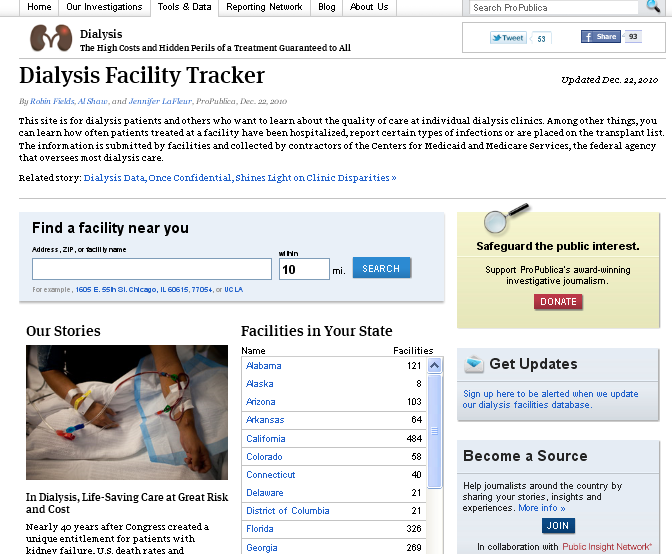 Home
Our Investigations
Tools & Data
Reporting Network
Blog
About Us
Search ProPublica
Dialysis
The High Costs and Hidden Perils of a Treatment Guaranteed to All
Tweet 53
Share 93
Dialysis Facility Tracker
Updated Dec. 22, 2010
By Robin Fields, Al Shaw, and Jennifer LaFleur, ProPublica, Dec. 22, 2010
This site is for dialysis patients and others who want to learn about the quality of care at individual dialysis clinics. Among other things, you
can learn how often patients treated at a facility have been hospitalized, report certain types of infections or are placed on the transplant list.
The information is submitted by facilities and collected by contractors of the Centers for Medicaid and Medicare Services, the federal agency
that oversees most dialysis care.
Related story: Dialysis Data, Once Confidential, Shines Light on Clinic Disparities »
Find a facility near you
Address, ZIP, or facility name
within
10 mi.
SEARCH
For example, 1605 E. 55th St. Chicago, IL 60615, 77054, or UCLA
Safeguard the public interest.
Support ProPublica's award-winning
investigative journalism.
DONATE
Our Stories
In Dialysis, Life-Saving Care at Great Risk
and Cost
Nearly 40 years after Congress created a
unique entitlement for patients with
kidney failure, U.S. death rates and
Facilities in Your State
Name Facilities
Alabama 121
Alaska 8
Arizona 103
Arkansas 64
California 484
Colorado 58
Connecticut 40
Delaware 21
District of Columbia 21
Florida 326
Georgia 269
Get Updates
Sign up here to be alerted when we update
our dialysis facilities database.
Become a Source
Help journalists around the country by
sharing your stories, insights and
experiences. More info »
JOIN
In collaboration with Public Insight Network